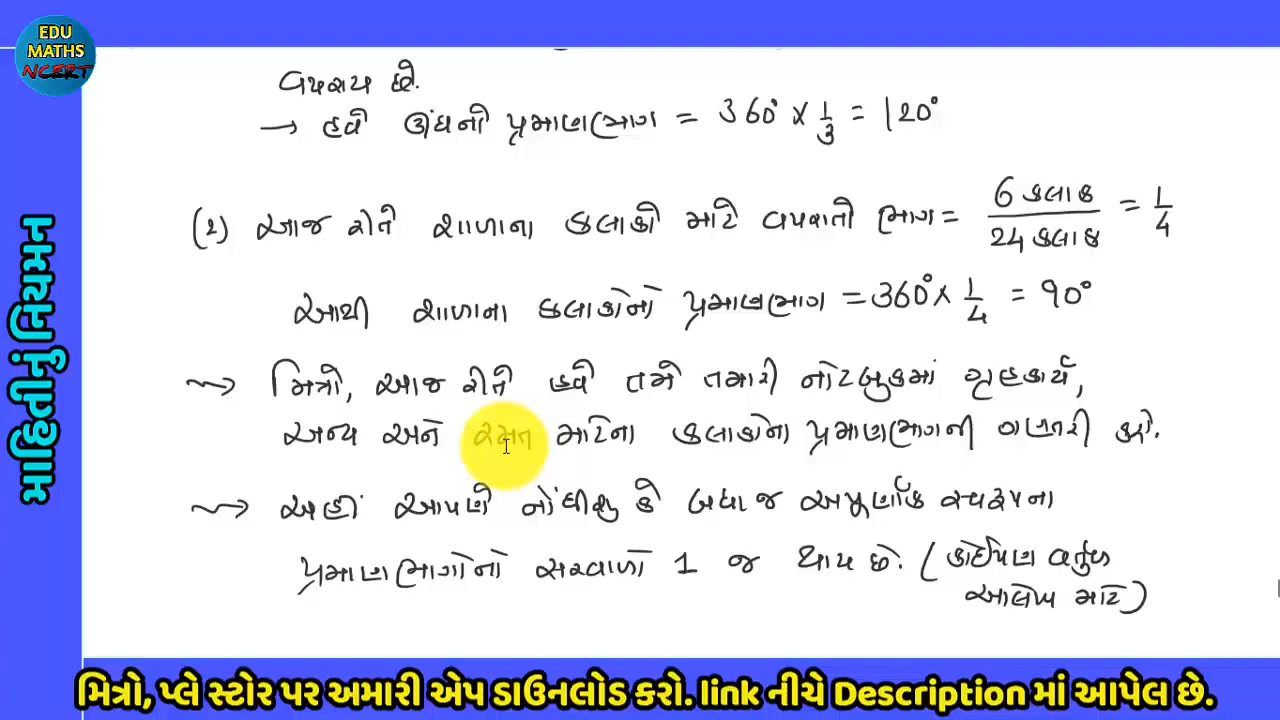 EDU
MATHS
NCERT
વપરાય છે.
→ હવે ઊંઘની પ્રમાણભાગ = 360° × 1/3 = 120°
(૨) આજ રીતે શાળાના કલાકો માટે વપરાતો ભાગ = 6 કલાક / 24 કલાક = 1/4
આથી શાળાના કલાકોનો પ્રમાણભાગ = 360° × 1/4 = 90°
મિત્રો, આજ રીતે હવે તમે તમારી નોટબુકમાં ગૃહકાર્ય,
અન્ય અને રમત માટેના કલાકોના પ્રમાણભાગની ગણતરી કરો.
અહીં આપણે નોંધીશુ કે બધા જ અપૂર્ણાંક સ્વરૂપના
પ્રમાણભાગોનો સરવાળો 1 જ થાય છે. (કોઈપણ વર્તુળ
આલેખ માટે)
માહિતીનું નિયમન
મિત્રો, પ્લે સ્ટોર પર અમારી એપ ડાઉનલોડ કરો. link નીચે Description માં આપેલ છે.